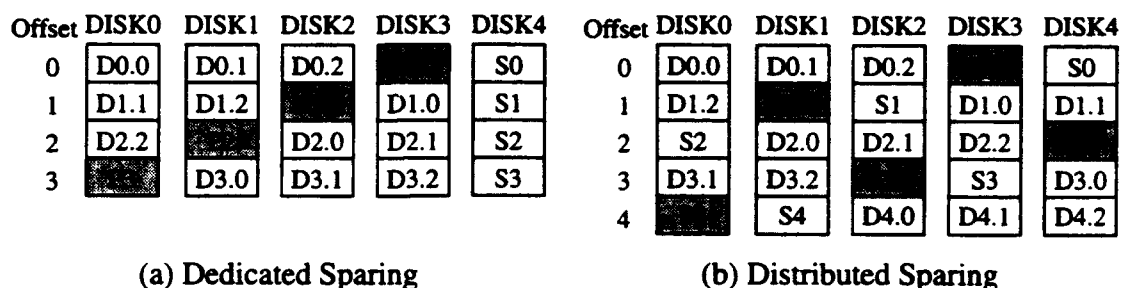 Offset DISK0 DISK1 DISK2 DISK3 DISK4
0 D0.0 D0.1 D0.2 S0
1 D1.1 D1.2 D1.0 S1
2 D2.2 D2.0 D2.1 S2
3 D3.0 D3.1 D3.2 S3
(a) Dedicated Sparing
Offset DISK0 DISK1 DISK2 DISK3 DISK4
0 D0.0 D0.1 D0.2 S0
1 D1.2 S1 D1.0 D1.1
2 S2 D2.0 D2.1 D2.2
3 D3.1 D3.2 S3 D3.0
4 S4 D4.0 D4.1 D4.2
(b) Distributed Sparing